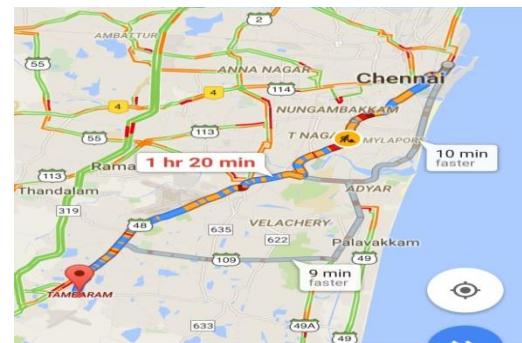 2
AMBATTUR
55
ANNA NAGAR
Chennai
4
4
114
NUNGAMBAKKAM
55
113
T NAG
MYLAPOR
113
Rama
1 hr 20 min
10 min
faster
Thandalam
ADYAR
319
48
635
VELACHERY
622
Palavakkam
109
49
9 min
faster
TAMBARAM
633
49A
49